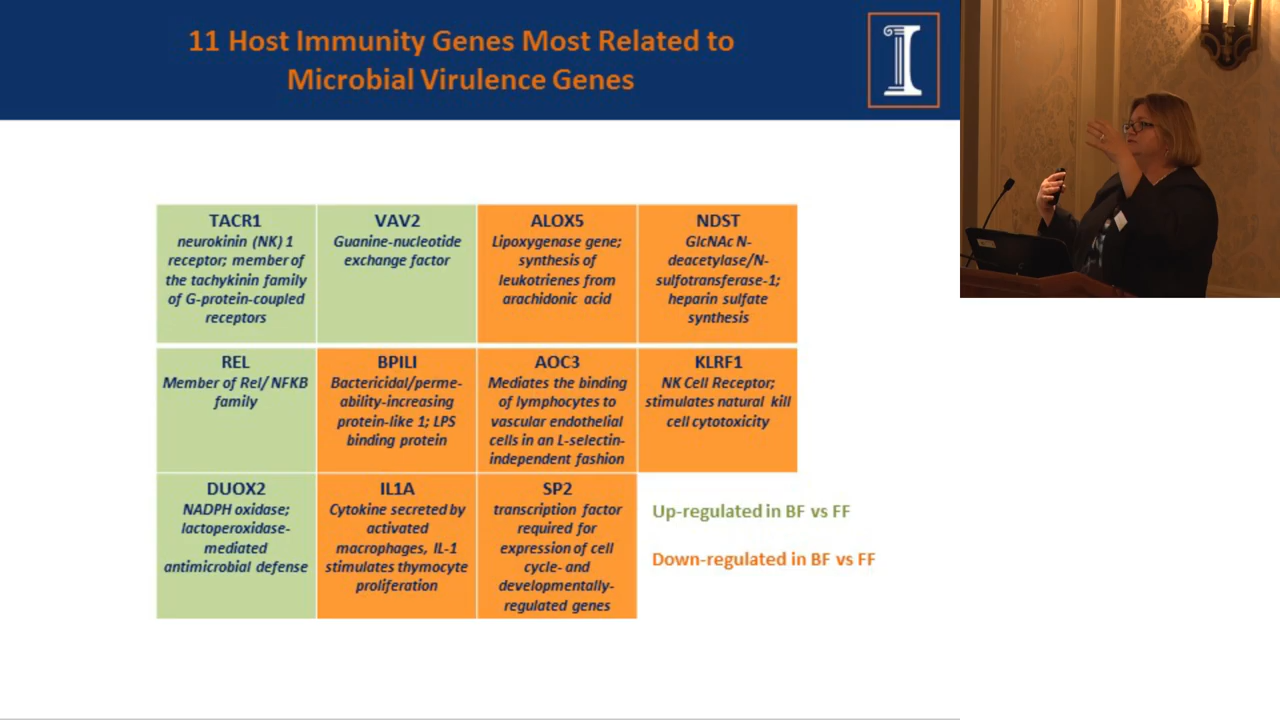 11 Host Immunity Genes Most Related to
Microbial Virulence Genes
TACR1
neurokinin (NK) 1
receptor; member of
the tachykinin family
of G-protein-coupled
receptors
VAV2
Guanine-nucleotide
exchange factor
ALOX5
Lipoxygenase gene;
synthesis of
leukotrienes from
arachidonic acid
NDST
GlcNAc N-
deacetylase/N-
sulfotransferase-1;
heparin sulfate
synthesis
REL
Member of Rel/ NFKB
family
BPILI
Bactericidal/perme-
ability-increasing
protein-like 1; LPS
binding protein
AOC3
Mediates the binding
of lymphocytes to
vascular endothelial
cells in an L-selectin-
independent fashion
KLRF1
NK Cell Receptor;
stimulates natural kill
cell cytotoxicity
DUOX2
NADPH oxidase;
lactoperoxidase-
mediated
antimicrobial defense
IL1A
Cytokine secreted by
activated
macrophages, IL-1
stimulates thymocyte
proliferation
SP2
transcription factor
required for
expression of cell
cycle- and
developmentally-
regulated genes
Up-regulated in BF vs FF
Down-regulated in BF vs FF